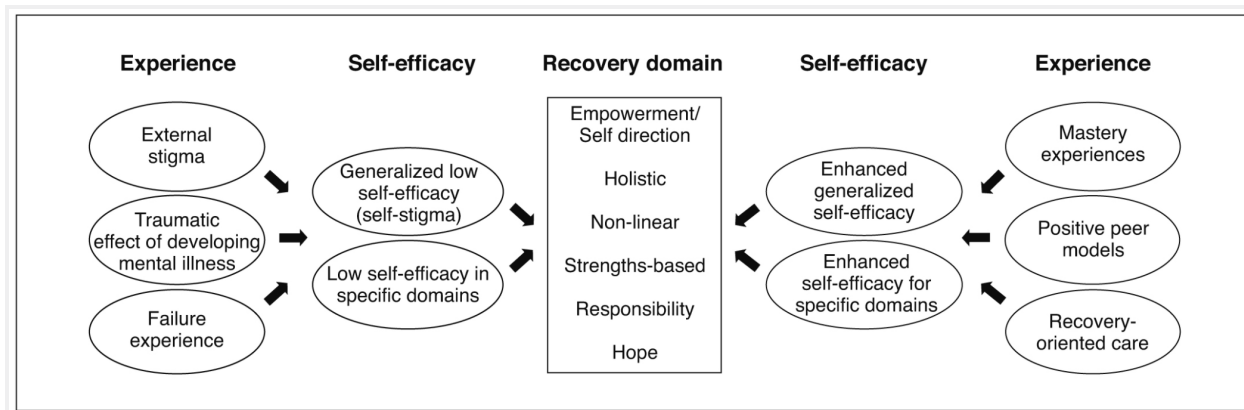 Experience
Self-efficacy
Recovery domain
Self-efficacy
Experience
External
stigma
Traumatic
effect of developing
mental illness
Failure
experience
Generalized low
self-efficacy
(self-stigma)
Low self-efficacy in
specific domains
Empowerment/
Self direction
Holistic
Non-linear
Strengths-based
Responsibility
Hope
Enhanced
generalized
self-efficacy
Enhanced
self-efficacy for
specific domains
Mastery
experiences
Positive peer
models
Recovery-
oriented care